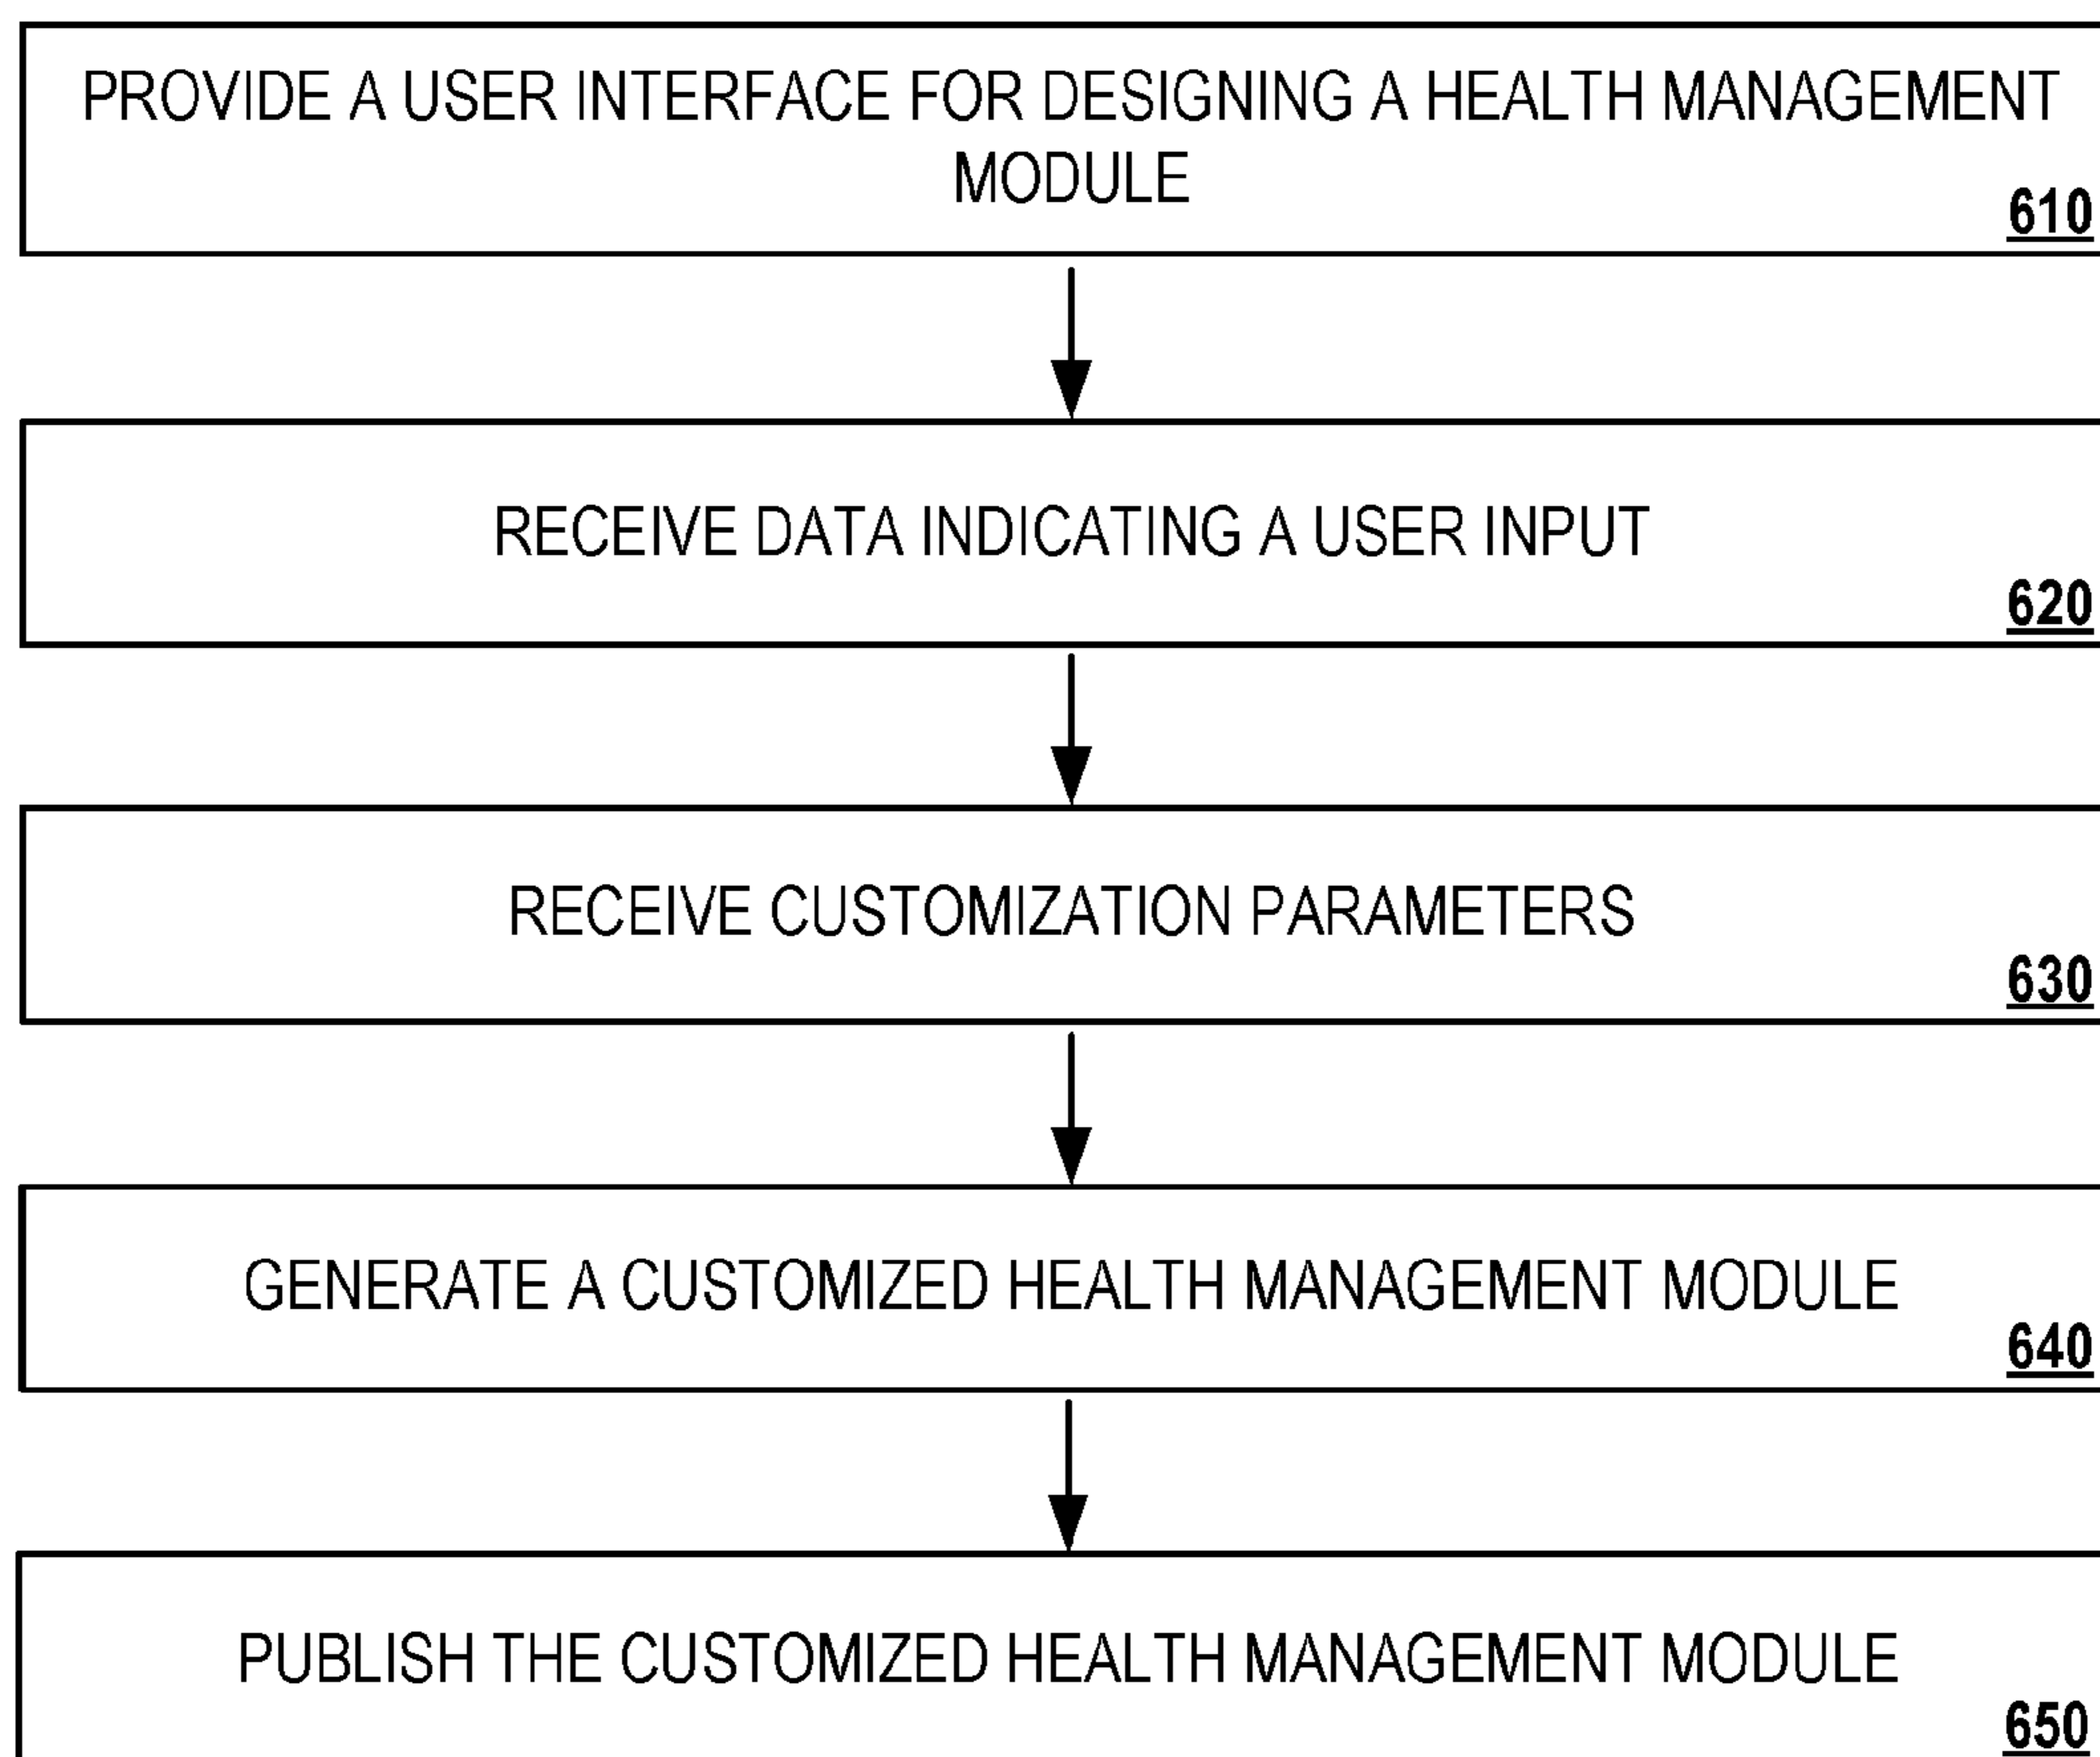 PROVIDE A USER INTERFACE FOR DESIGNING A HEALTH MANAGEMENT
MODULE
610
RECEIVE DATA INDICATING A USER INPUT
620
RECEIVE CUSTOMIZATION PARAMETERS
630
GENERATE A CUSTOMIZED HEALTH MANAGEMENT MODULE
640
PUBLISH THE CUSTOMIZED HEALTH MANAGEMENT MODULE
650